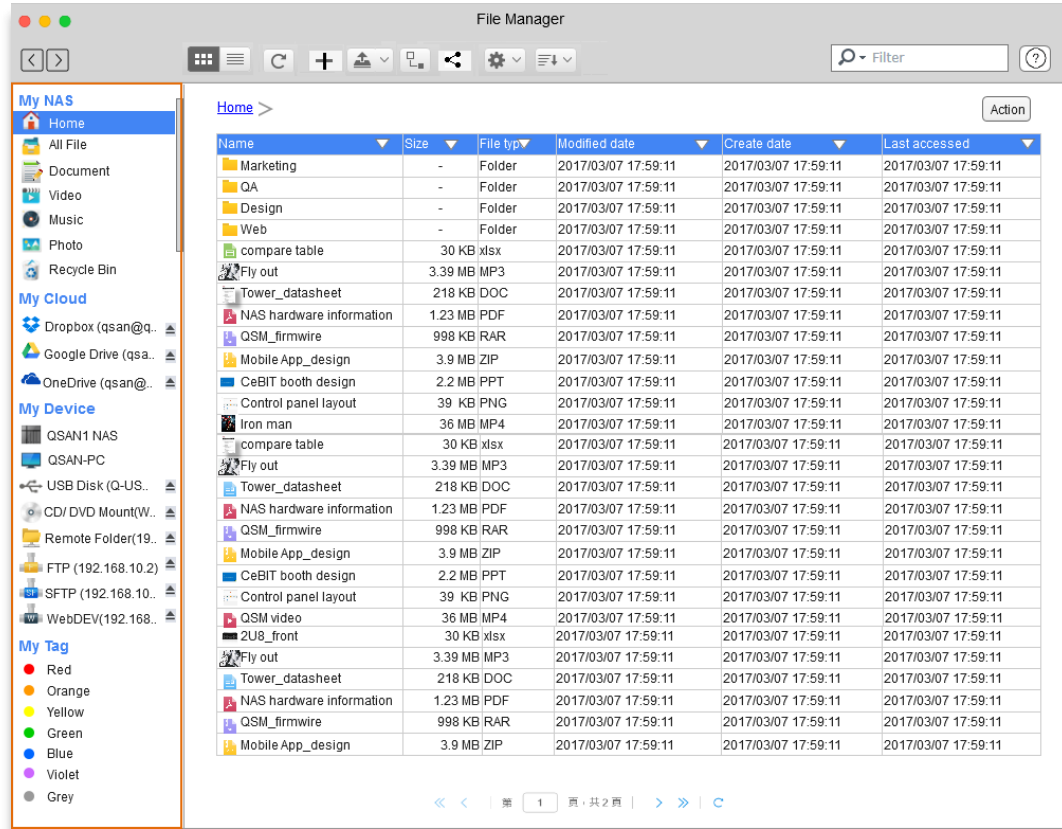 File Manager
Filter
?
My NAS
Home
All File
Document
Video
Music
Photo
Recycle Bin
My Cloud
Dropbox (qsan@q..
Google Drive (qsa..
OneDrive (qsan@..
My Device
QSAN1 NAS
QSAN-PC
USB Disk (Q-US..
CD/ DVD Mount(W..
Remote Folder(19..
FTP (192.168.10.2)
SFTP (192.168.10..
WebDEV(192.168..
My Tag
Red
Orange
Yellow
Green
Blue
Violet
Grey
Home >
Action
Name Size File typ Modified date Create date Last accessed
Marketing - Folder 2017/03/07 17:59:11 2017/03/07 17:59:11 2017/03/07 17:59:11
QA - Folder 2017/03/07 17:59:11 2017/03/07 17:59:11 2017/03/07 17:59:11
Design - Folder 2017/03/07 17:59:11 2017/03/07 17:59:11 2017/03/07 17:59:11
Web - Folder 2017/03/07 17:59:11 2017/03/07 17:59:11 2017/03/07 17:59:11
compare table 30 KB xlsx 2017/03/07 17:59:11 2017/03/07 17:59:11 2017/03/07 17:59:11
Fly out 3.39 MB MP3 2017/03/07 17:59:11 2017/03/07 17:59:11 2017/03/07 17:59:11
Tower_datasheet 218 KB DOC 2017/03/07 17:59:11 2017/03/07 17:59:11 2017/03/07 17:59:11
NAS hardware information 1.23 MB PDF 2017/03/07 17:59:11 2017/03/07 17:59:11 2017/03/07 17:59:11
QSM_firmwire 998 KB RAR 2017/03/07 17:59:11 2017/03/07 17:59:11 2017/03/07 17:59:11
Mobile App_design 3.9 MB ZIP 2017/03/07 17:59:11 2017/03/07 17:59:11 2017/03/07 17:59:11
CeBIT booth design 2.2 MB PPT 2017/03/07 17:59:11 2017/03/07 17:59:11 2017/03/07 17:59:11
Control panel layout 39 KB PNG 2017/03/07 17:59:11 2017/03/07 17:59:11 2017/03/07 17:59:11
Iron man 36 MB MP4 2017/03/07 17:59:11 2017/03/07 17:59:11 2017/03/07 17:59:11
compare table 30 KB xlsx 2017/03/07 17:59:11 2017/03/07 17:59:11 2017/03/07 17:59:11
Fly out 3.39 MB MP3 2017/03/07 17:59:11 2017/03/07 17:59:11 2017/03/07 17:59:11
Tower_datasheet 218 KB DOC 2017/03/07 17:59:11 2017/03/07 17:59:11 2017/03/07 17:59:11
NAS hardware information 1.23 MB PDF 2017/03/07 17:59:11 2017/03/07 17:59:11 2017/03/07 17:59:11
QSM_firmwire 998 KB RAR 2017/03/07 17:59:11 2017/03/07 17:59:11 2017/03/07 17:59:11
Mobile App_design 3.9 MB ZIP 2017/03/07 17:59:11 2017/03/07 17:59:11 2017/03/07 17:59:11
CeBIT booth design 2.2 MB PPT 2017/03/07 17:59:11 2017/03/07 17:59:11 2017/03/07 17:59:11
Control panel layout 39 KB PNG 2017/03/07 17:59:11 2017/03/07 17:59:11 2017/03/07 17:59:11
QSM video 36 MB MP4 2017/03/07 17:59:11 2017/03/07 17:59:11 2017/03/07 17:59:11
2U8_front 30 KB xlsx 2017/03/07 17:59:11 2017/03/07 17:59:11 2017/03/07 17:59:11
Fly out 3.39 MB MP3 2017/03/07 17:59:11 2017/03/07 17:59:11 2017/03/07 17:59:11
Tower_datasheet 218 KB DOC 2017/03/07 17:59:11 2017/03/07 17:59:11 2017/03/07 17:59:11
NAS hardware information 1.23 MB PDF 2017/03/07 17:59:11 2017/03/07 17:59:11 2017/03/07 17:59:11
QSM_firmwire 998 KB RAR 2017/03/07 17:59:11 2017/03/07 17:59:11 2017/03/07 17:59:11
Mobile App_design 3.9 MB ZIP 2017/03/07 17:59:11 2017/03/07 17:59:11 2017/03/07 17:59:11
第 1 頁,共2頁